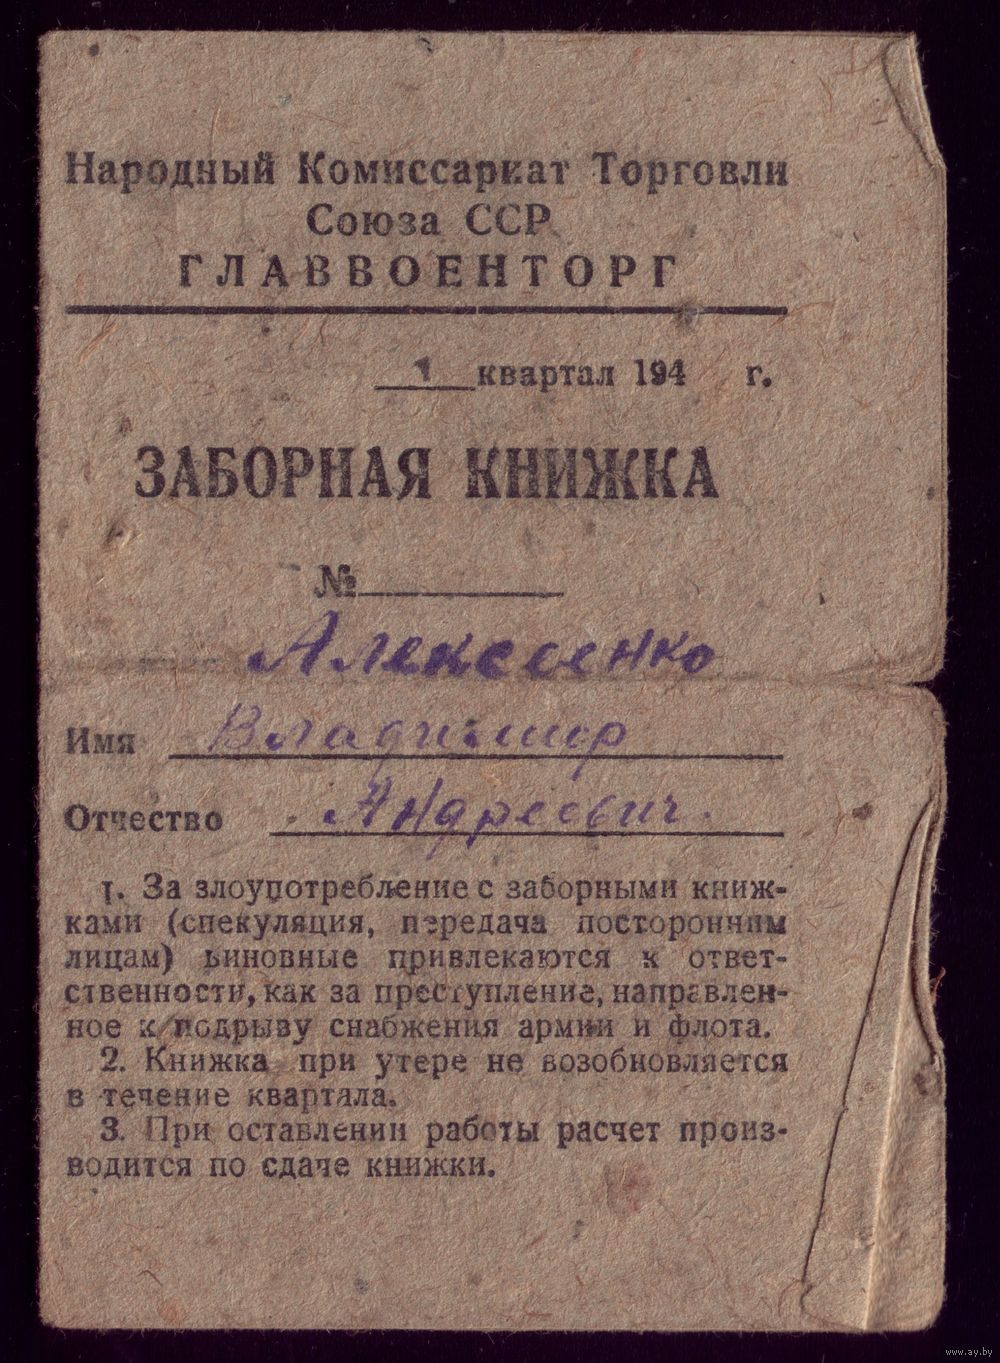 Народный Комиссариат Торговли
Союза ССР
ГЛАВВОЕНТОРГ
1 квартал 194 г.
ЗАБОРНАЯ КНИЖКА
№
Алексеенко
Имя Владимир
Отчество Андреевич.
1. За злоупотребление с заборными книж-
ками (спекуляция, передача посторонним
лицам) виновные привлекаются к ответ-
ственности, как за преступление, направлен-
ное к подрыву снабжения армии и флота.
2. Книжка при утере не возобновляется
в течение квартала.
3. При оставлении работы расчет произ-
водится по сдаче книжки.
www.ay.by